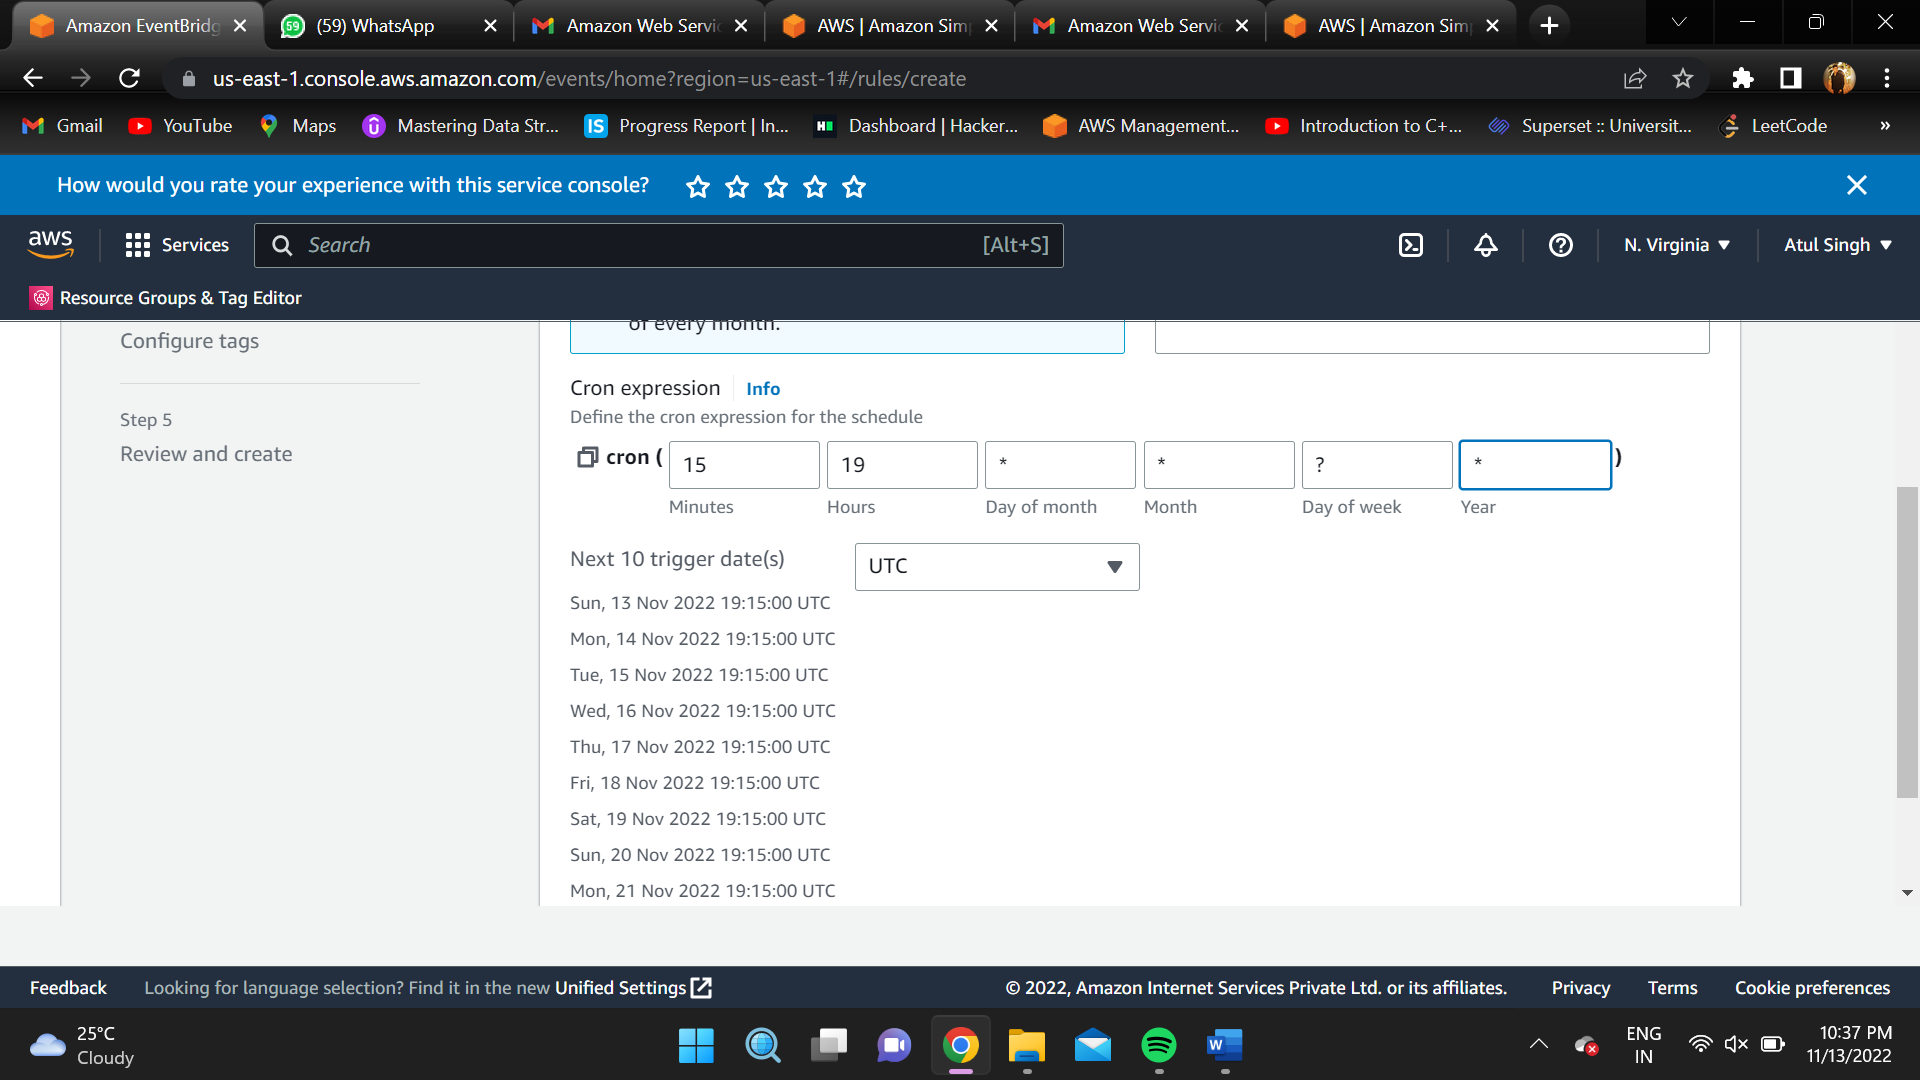 Amazon EventBridg
(59) WhatsApp
Amazon Web Servic
AWS | Amazon Sim
Amazon Web Servic
AWS | Amazon Sim
us-east-1.console.aws.amazon.com/events/home?region=us-east-1#/rules/create
Gmail
YouTube
Maps
Mastering Data Str...
Progress Report | In...
Dashboard | Hacker...
AWS Management...
Introduction to C+...
Superset :: Universit...
LeetCode
»
How would you rate your experience with this service console?
aws
Services
Search
[Alt+S]
N. Virginia
Atul Singh
Resource Groups & Tag Editor
Configure tags
Step 5
Review and create
of every month.
Cron expression Info
Define the cron expression for the schedule
cron ( 15 19 * * ? * )
Minutes Hours Day of month Month Day of week Year
Next 10 trigger date(s) UTC
Sun, 13 Nov 2022 19:15:00 UTC
Mon, 14 Nov 2022 19:15:00 UTC
Tue, 15 Nov 2022 19:15:00 UTC
Wed, 16 Nov 2022 19:15:00 UTC
Thu, 17 Nov 2022 19:15:00 UTC
Fri, 18 Nov 2022 19:15:00 UTC
Sat, 19 Nov 2022 19:15:00 UTC
Sun, 20 Nov 2022 19:15:00 UTC
Mon, 21 Nov 2022 19:15:00 UTC
Feedback
Looking for language selection? Find it in the new Unified Settings
© 2022, Amazon Internet Services Private Ltd. or its affiliates.
Privacy
Terms
Cookie preferences
25°C
Cloudy
ENG
IN
10:37 PM
11/13/2022